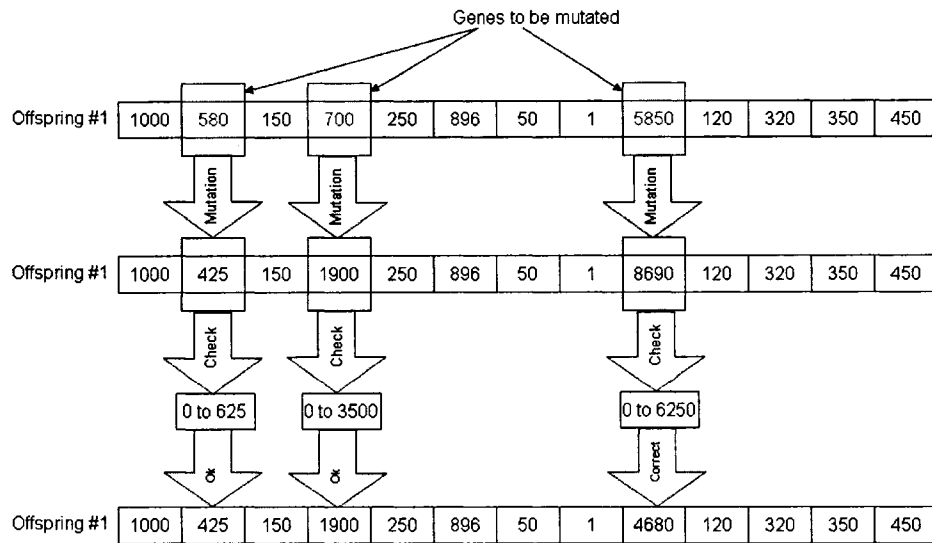 Genes to be mutated
Offspring #1 1000 580 150 700 250 896 50 1 5850 120 320 350 450
Mutation Mutation Mutation
Offspring #1 1000 425 150 1900 250 896 50 1 8690 120 320 350 450
Check Check Check
0 to 625 0 to 3500 0 to 6250
Ok Ok Correct
Offspring #1 1000 425 150 1900 250 896 50 1 4680 120 320 350 450